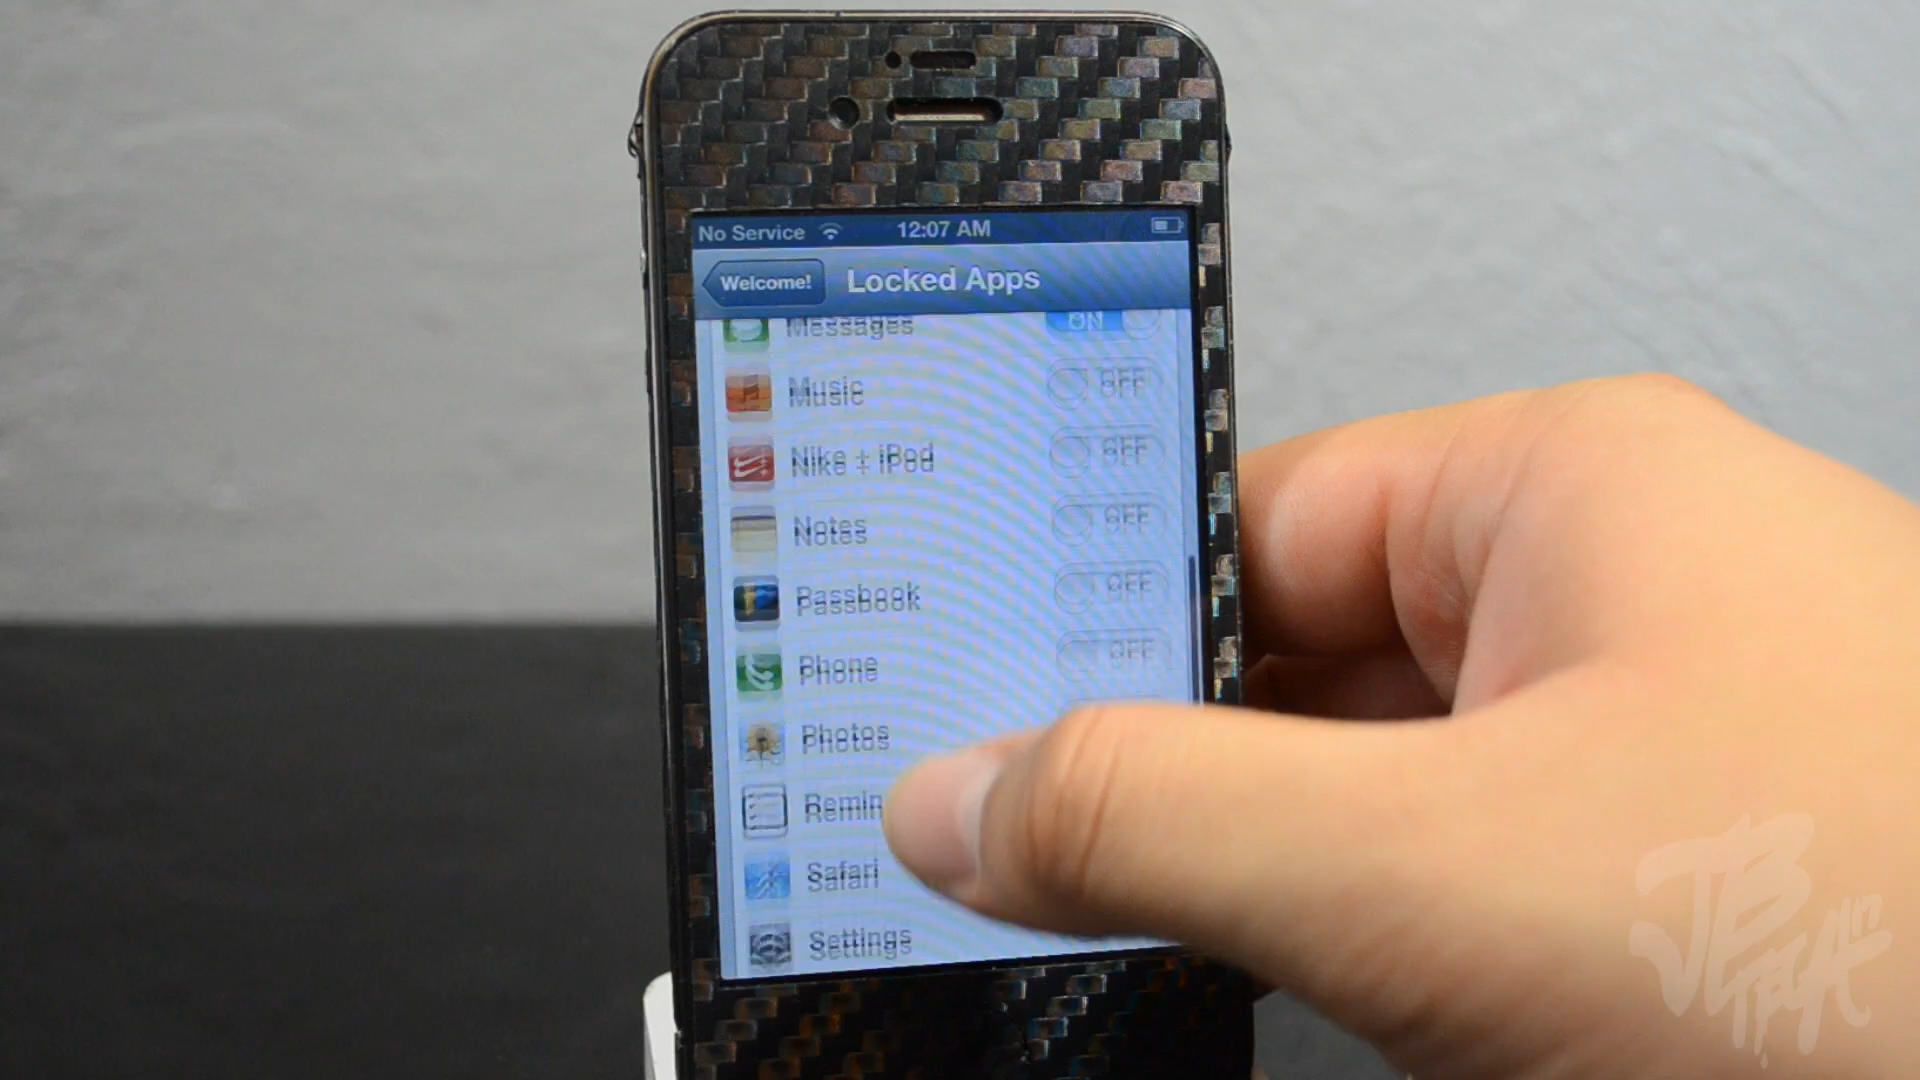 No Service 12:07 AM
Welcome! Locked Apps
Messages ON
Music OFF
Nike + iPod OFF
Notes OFF
Passbook OFF
Phone OFF
Photos
Remin
Safari
Settings